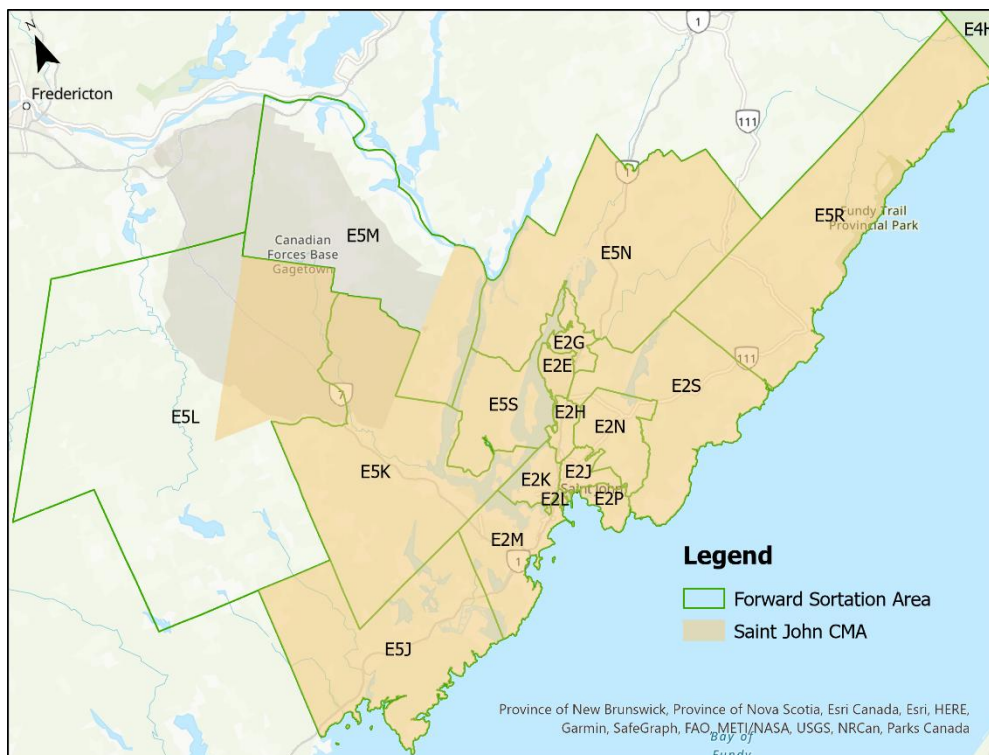 N
1
E4H
Fredericton
111
1
E5R
Fundy Trail
Provincial Park
E5M
Canadian
Forces Base
Gagetown
E5N
E2G
E2E
111
E2S
7
E5L
E5S
E2H
E2N
E5K
E2K
E2J
Saint John
E2L
E2P
E2M
1
Legend
Forward Sortation Area
Saint John CMA
E5J
Province of New Brunswick, Province of Nova Scotia, Esri Canada, Esri, HERE,
Garmin, SafeGraph, FAO, METI/NASA, USGS, NRCan, Parks Canada
Bay of
Fundy